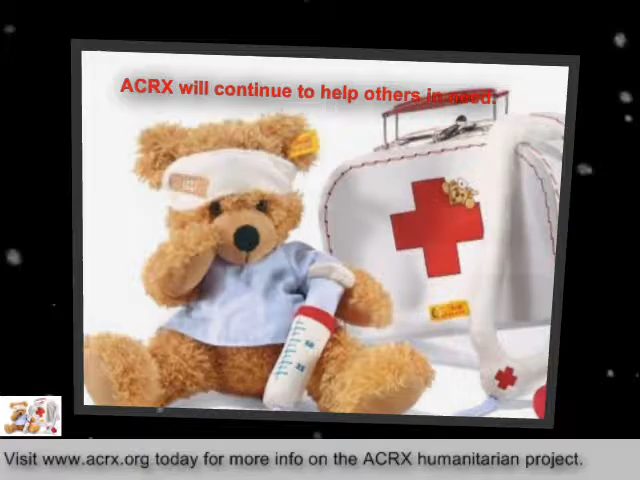 ACRX will continue to help others in need.
Visit www.acrx.org today for more info on the ACRX humanitarian project.